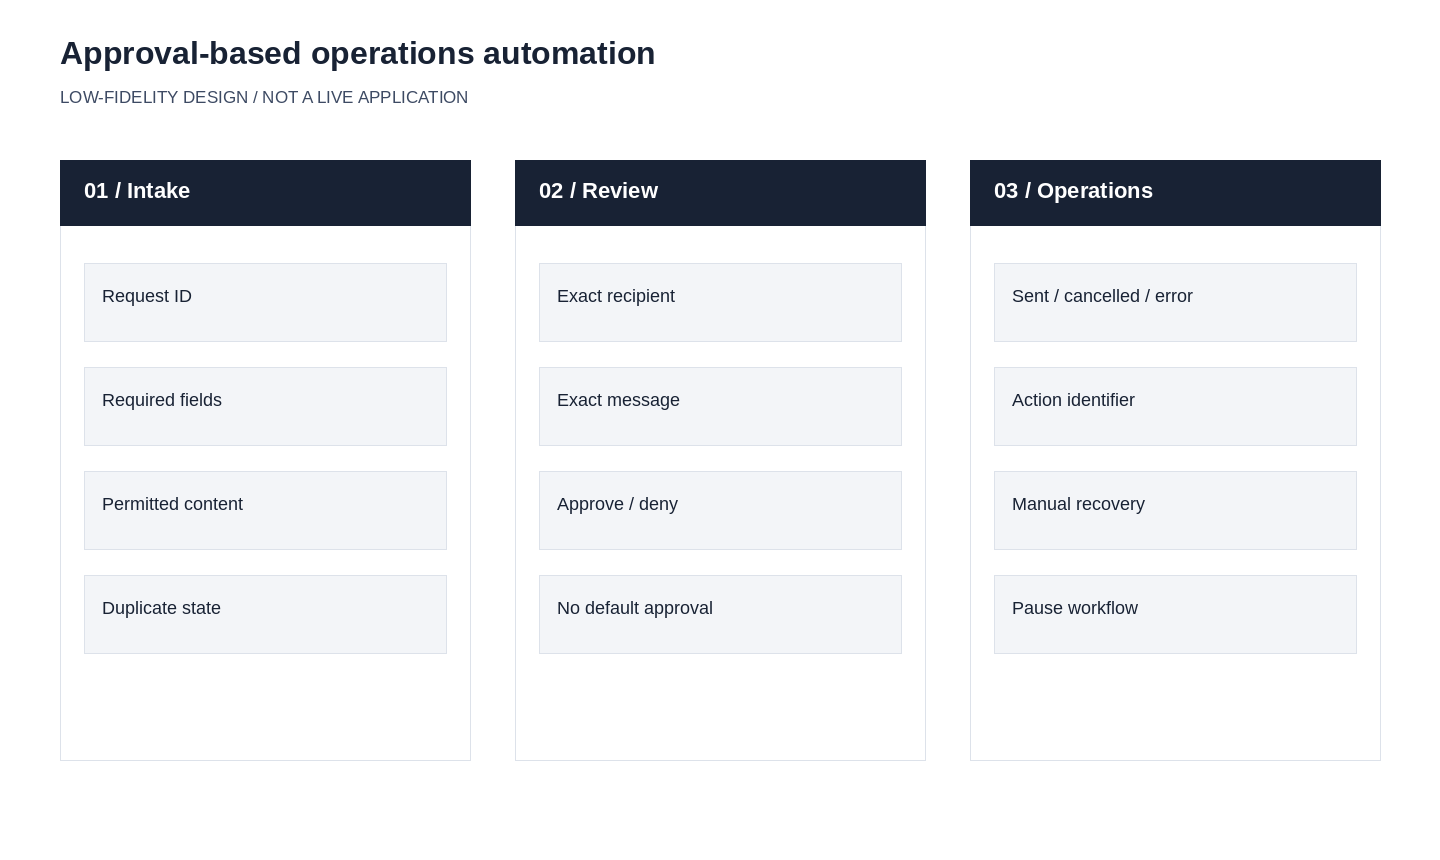 Approval-based operations automation
LOW-FIDELITY DESIGN / NOT A LIVE APPLICATION
01 / Intake
Request ID
Required fields
Permitted content
Duplicate state
02 / Review
Exact recipient
Exact message
Approve / deny
No default approval
03 / Operations
Sent / cancelled / error
Action identifier
Manual recovery
Pause workflow